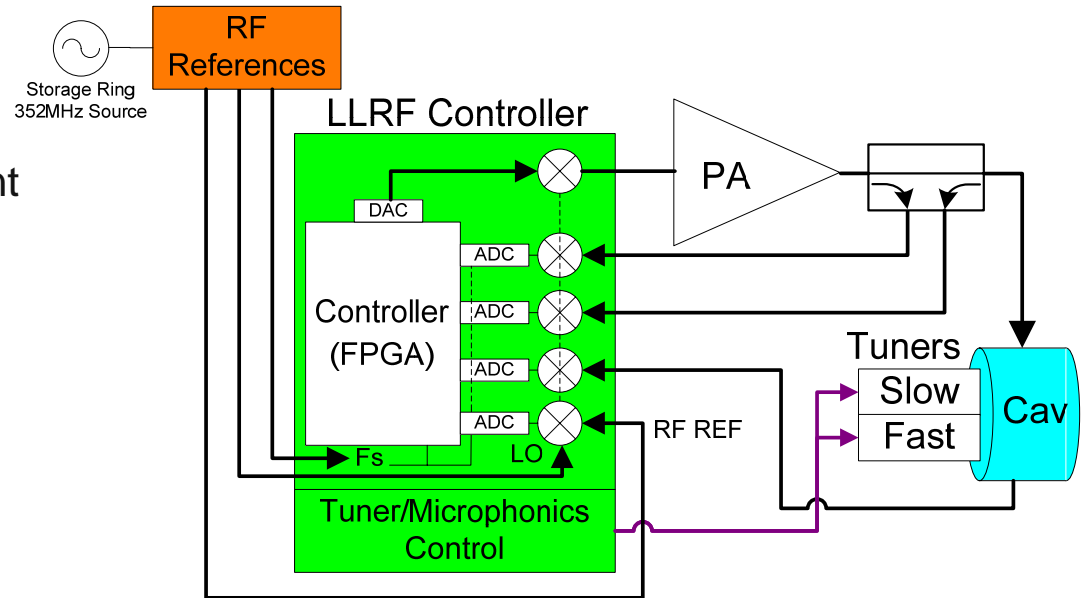 RF
References
Storage Ring
352MHz Source
LLRF Controller
nt
PA
DAC
ADC
ADC
Controller
(FPGA)
ADC
ADC
Fs
LO
RF REF
Tuners
Slow
Fast
Cav
Tuner/Microphonics
Control